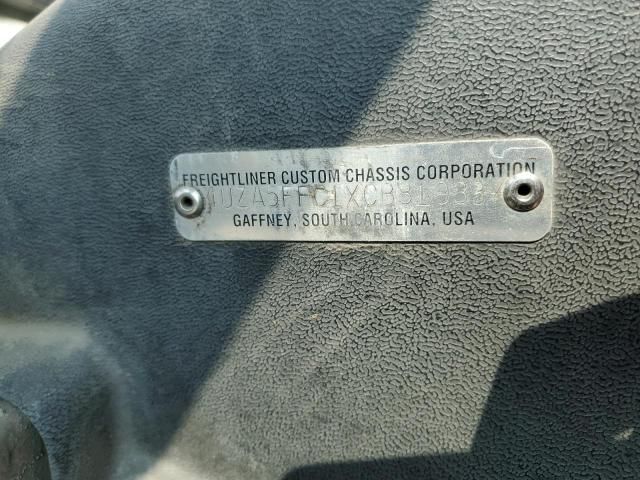 FREIGHTLINER CUSTOM CHASSIS CORPORATION
GAFFNEY, SOUTH CAROLINA, USA